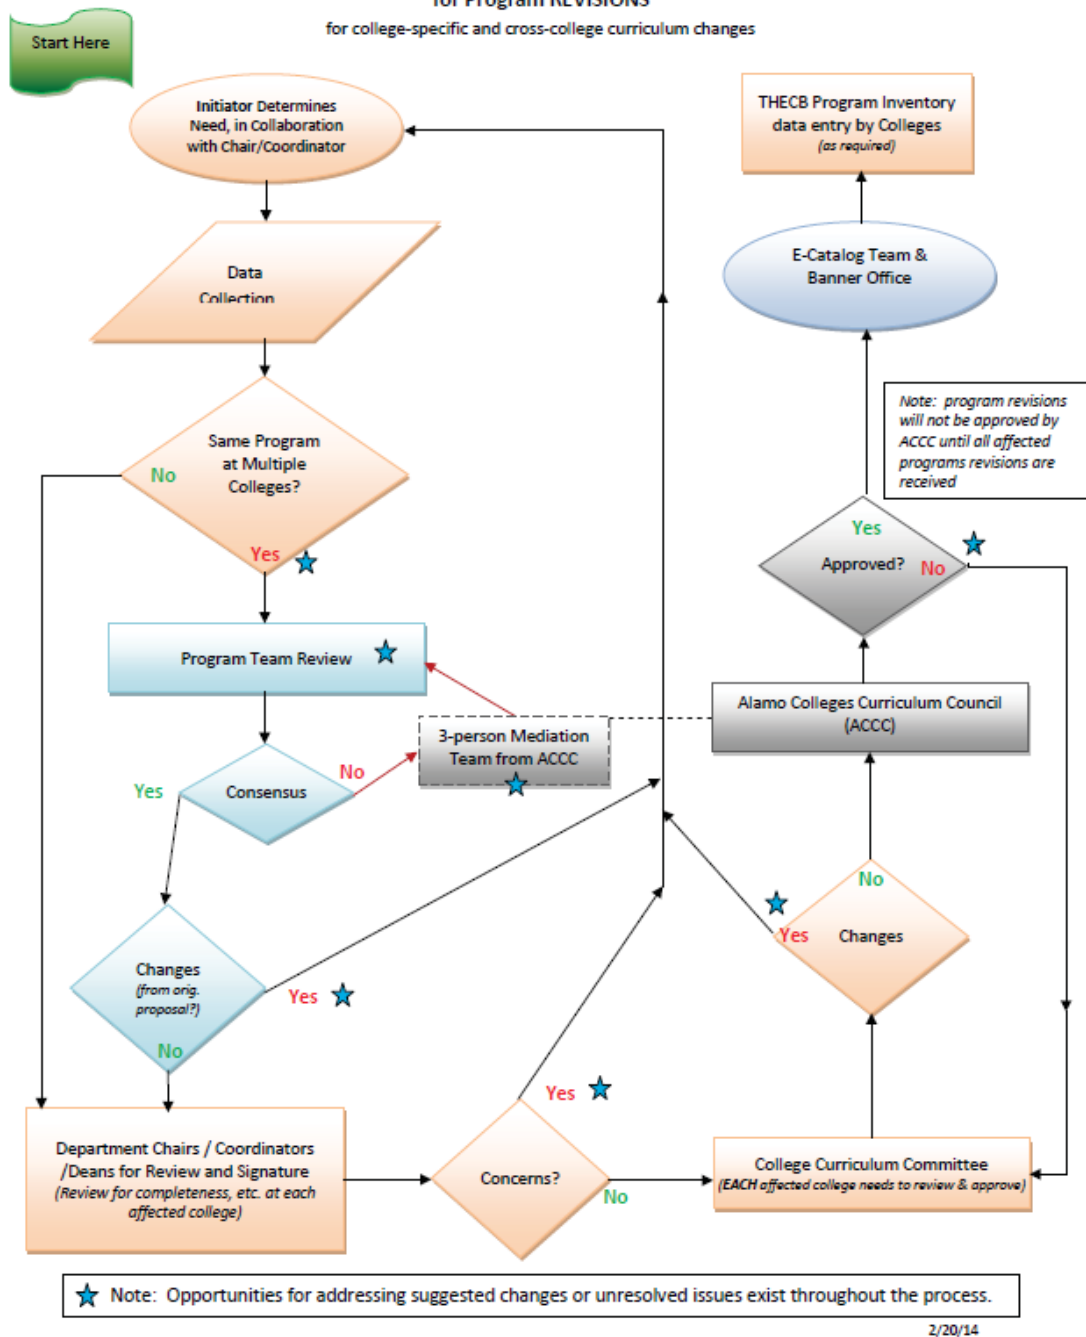 for Program REVISIONS
for college-specific and cross-college curriculum changes
Start Here
Initiator Determines
Need, in Collaboration
with Chair/Coordinator
Data
Collection
Same Program
at Multiple
Colleges?
No
Yes
Program Team Review
3-person Mediation
Team from ACCC
Consensus
No
Yes
Changes
(from orig.
proposal?)
Yes
No
Department Chairs / Coordinators
/Deans for Review and Signature
(Review for completeness, etc. at each
affected college)
Concerns?
Yes
No
College Curriculum Committee
(EACH affected college needs to review & approve)
Changes
Yes
No
Alamo Colleges Curriculum Council
(ACCC)
Approved?
Yes
No
Note: program revisions
will not be approved by
ACCC until all affected
programs revisions are
received
E-Catalog Team &
Banner Office
THECB Program Inventory
data entry by Colleges
(as required)
Note: Opportunities for addressing suggested changes or unresolved issues exist throughout the process.
2/20/14